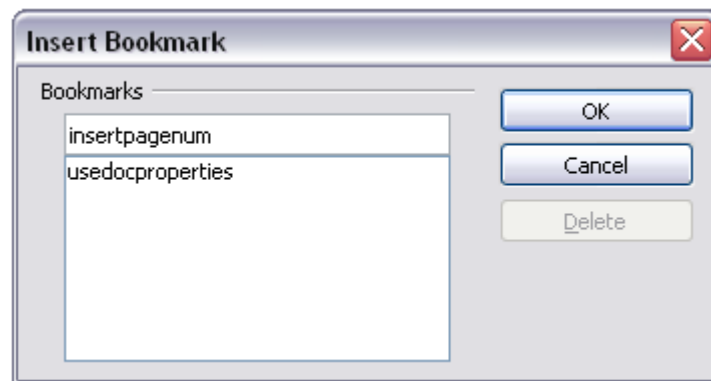 Insert Bookmark
Bookmarks
insertpagenum
usedocproperties
OK
Cancel
Delete